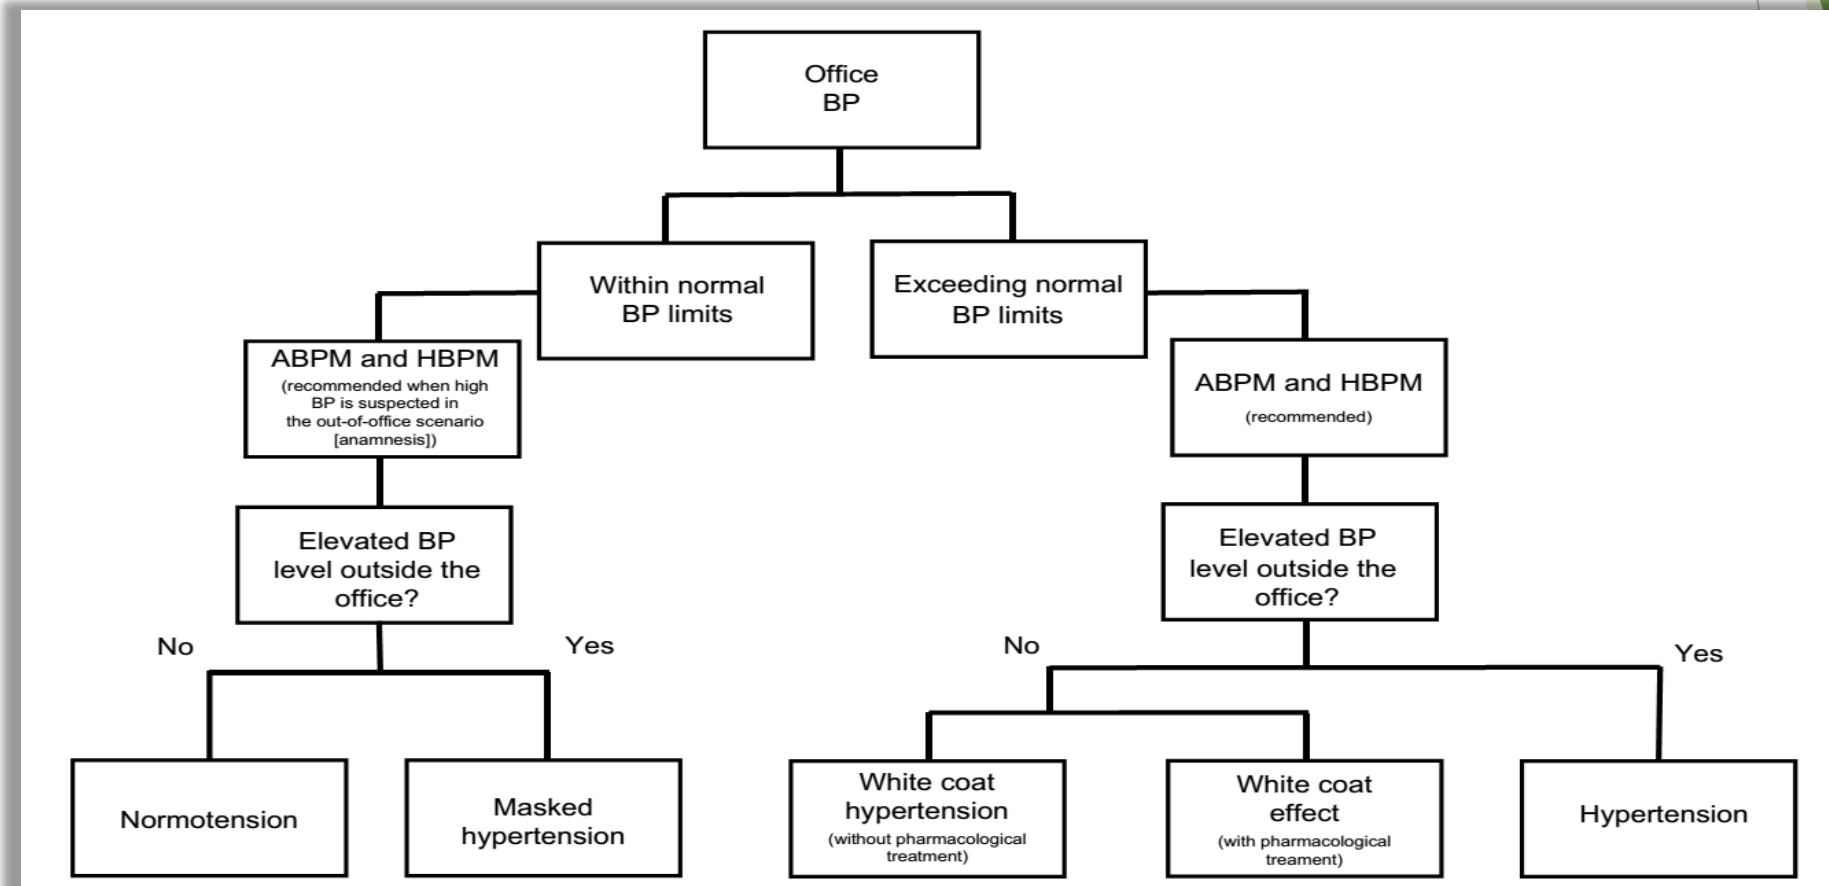 Office
BP
Within normal
BP limits
Exceeding normal
BP limits
ABPM and HBPM
(recommended when high
BP is suspected in
the out-of-office scenario
[anamnesis])
ABPM and HBPM
(recommended)
Elevated BP
level outside the
office?
Elevated BP
level outside the
office?
No
Yes
No
Yes
Normotension
Masked
hypertension
White coat
hypertension
(without pharmacological
treatment)
White coat
effect
(with pharmacological
treament)
Hypertension